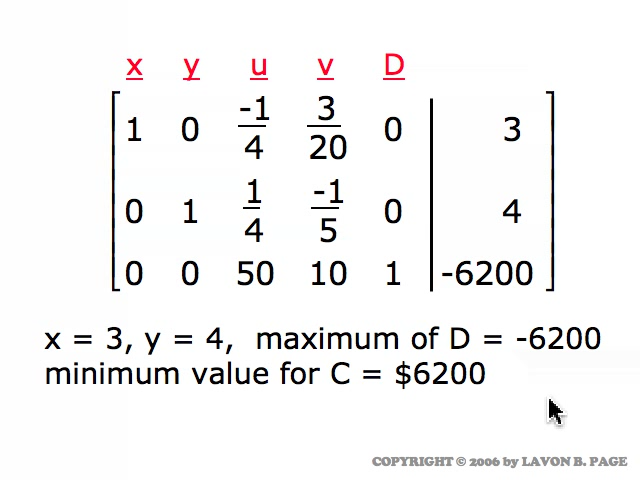 x y u v D
1 0 -1/4 3/20 0 3
0 1 1/4 -1/5 0 4
0 0 50 10 1 -6200
x = 3, y = 4, maximum of D = -6200
minimum value for C = $6200
COPYRIGHT © 2006 by LAVON B. PAGE